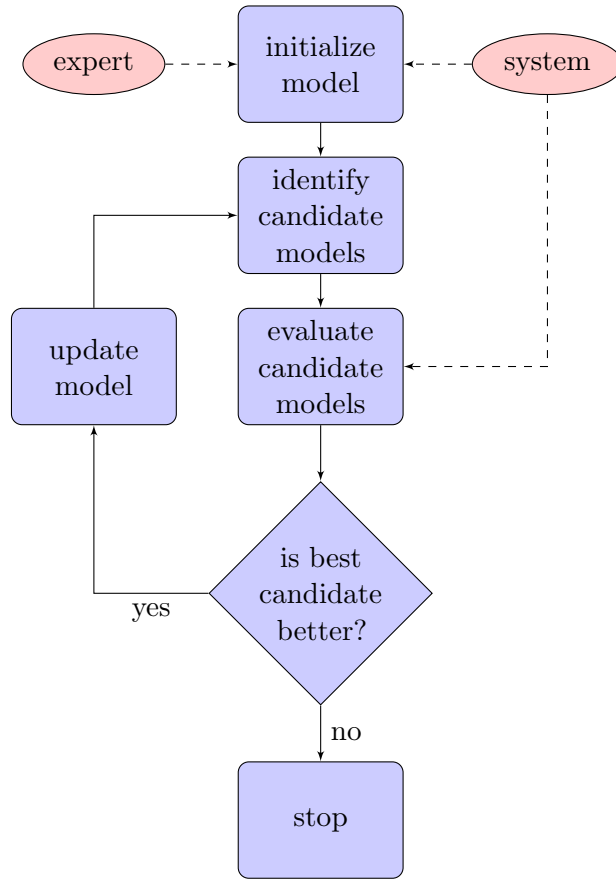 expert
initialize
model
system
identify
candidate
models
update
model
evaluate
candidate
models
is best
candidate
better?
yes
no
stop